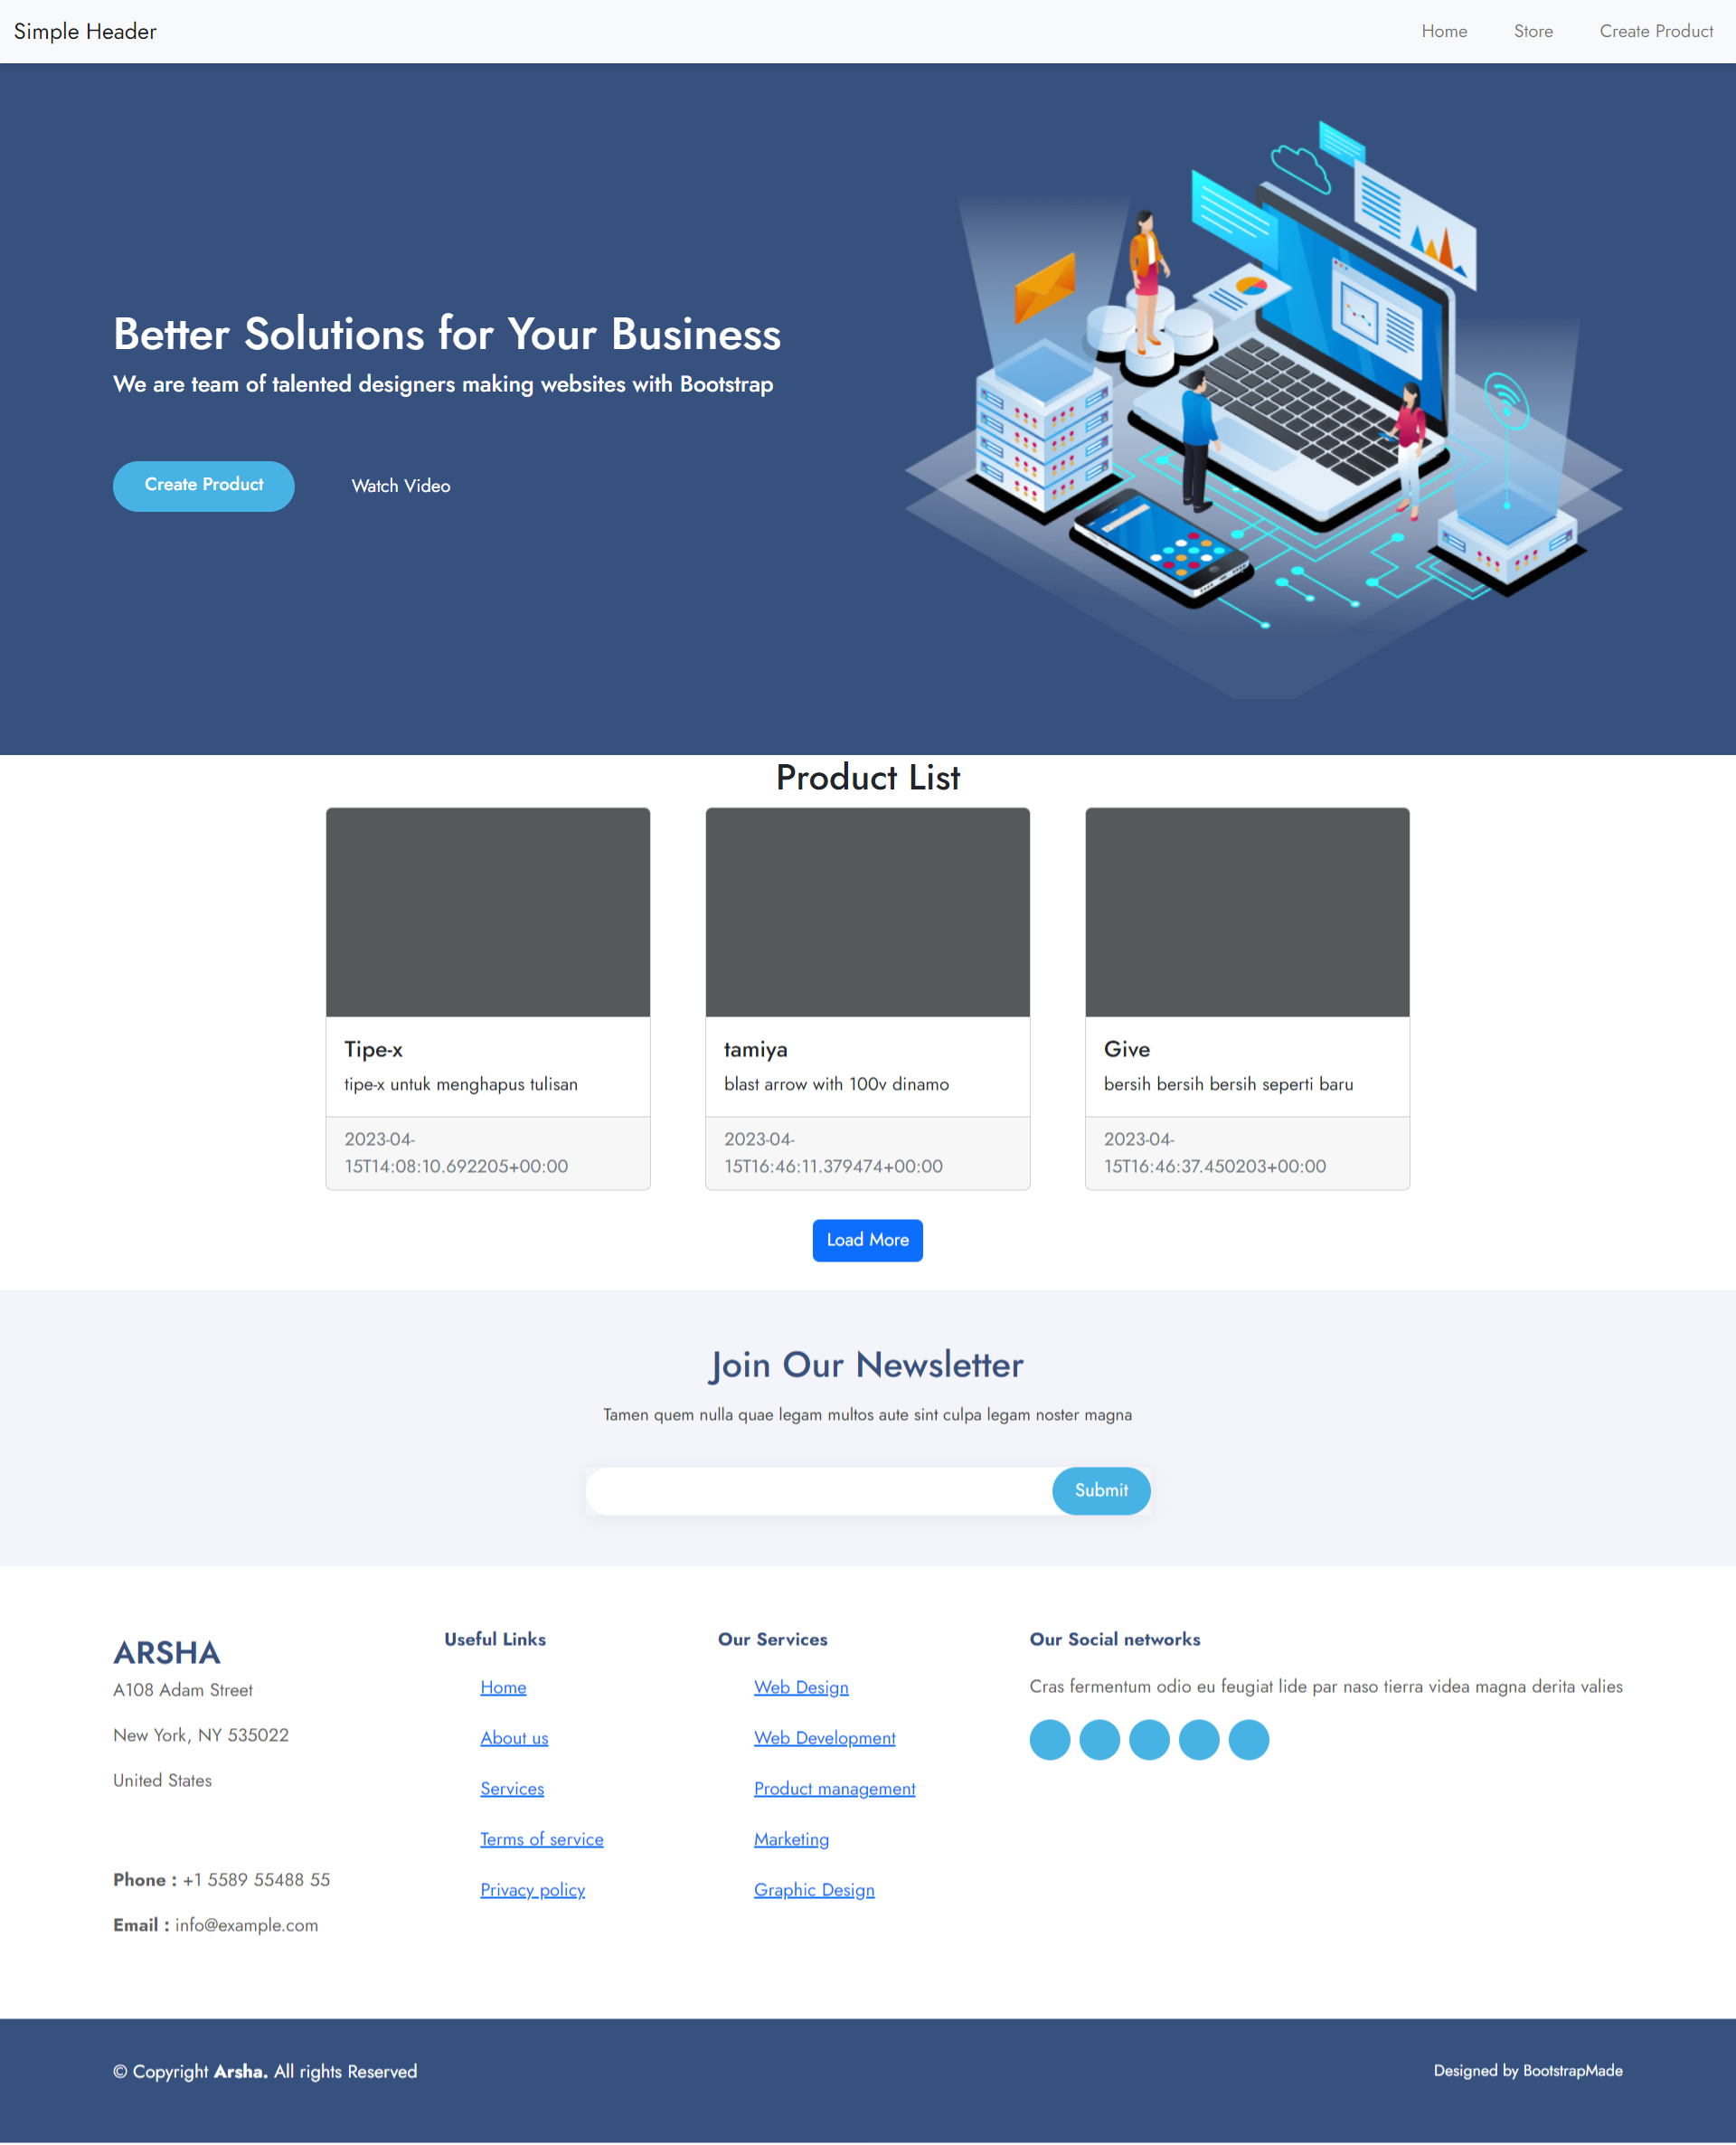 Simple Header
Home
Store
Create Product
Better Solutions for Your Business
We are team of talented designers making websites with Bootstrap
Create Product
Watch Video
Product List
Tipe-x
tipe-x untuk menghapus tulisan
2023-04-
15T14:08:10.692205+00:00
tamiya
blast arrow with 100v dinamo
2023-04-
15T16:46:11.379474+00:00
Give
bersih bersih bersih seperti baru
2023-04-
15T16:46:37.450203+00:00
Load More
Join Our Newsletter
Tamen quem nulla quae legam multos aute sint culpa legam noster magna
Submit
ARSHA
A108 Adam Street
New York, NY 535022
United States
Phone : +1 5589 55488 55
Email : info@example.com
Useful Links
Home
About us
Services
Terms of service
Privacy policy
Our Services
Web Design
Web Development
Product management
Marketing
Graphic Design
Our Social networks
Cras fermentum odio eu feugiat lide par naso tierra videa magna derita valies
© Copyright Arsha. All rights Reserved
Designed by BootstrapMade